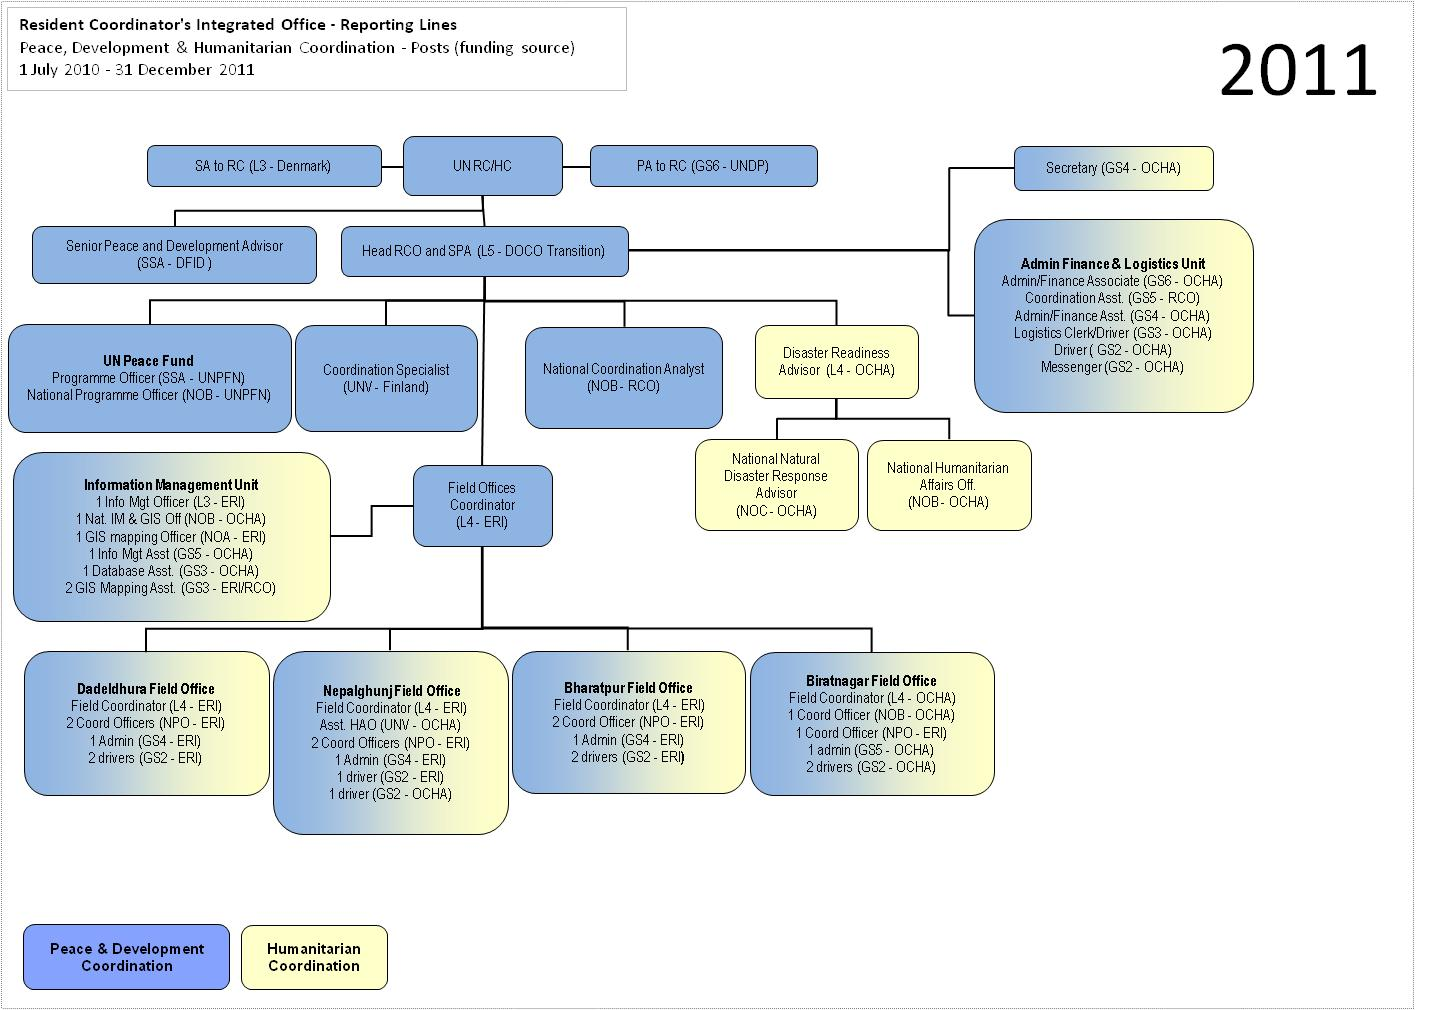 Resident Coordinator's Integrated Office - Reporting Lines
Peace, Development & Humanitarian Coordination - Posts (funding source)
1 July 2010 - 31 December 2011
2011
SA to RC (L3 - Denmark)
UN RC/HC
PA to RC (GS6 - UNDP)
Secretary (GS4 - OCHA)
Senior Peace and Development Advisor
(SSA - DFID )
Head RCO and SPA (L5 - DOCO Transition)
Admin Finance & Logistics Unit
Admin/Finance Associate (GS6 - OCHA)
Coordination Asst. (GS5 - RCO)
Admin/Finance Asst. (GS4 - OCHA)
Logistics Clerk/Driver (GS3 - OCHA)
Driver ( GS2 - OCHA)
Messenger (GS2 - OCHA)
UN Peace Fund
Programme Officer (SSA - UNPFN)
National Programme Officer (NOB - UNPFN)
Coordination Specialist
(UNV - Finland)
National Coordination Analyst
(NOB - RCO)
Disaster Readiness
Advisor (L4 - OCHA)
National Natural
Disaster Response
Advisor
(NOC - OCHA)
National Humanitarian
Affairs Off.
(NOB - OCHA)
Information Management Unit
1 Info Mgt Officer (L3 - ERI)
1 Nat. IM & GIS Off (NOB - OCHA)
1 GIS mapping Officer (NOA - ERI)
1 Info Mgt Asst (GS5 - OCHA)
1 Database Asst. (GS3 - OCHA)
2 GIS Mapping Asst. (GS3 - ERI/RCO)
Field Offices
Coordinator
(L4 - ERI)
Dadeldhura Field Office
Field Coordinator (L4 - ERI)
2 Coord Officers (NPO - ERI)
1 Admin (GS4 - ERI)
2 drivers (GS2 - ERI)
Nepalghunj Field Office
Field Coordinator (L4 - ERI)
Asst. HAO (UNV - OCHA)
2 Coord Officers (NPO - ERI)
1 Admin (GS4 - ERI)
1 driver (GS2 - ERI)
1 driver (GS2 - OCHA)
Bharatpur Field Office
Field Coordinator (L4 - ERI)
2 Coord Officer (NPO - ERI)
1 Admin (GS4 - ERI)
2 drivers (GS2 - ERI)
Biratnagar Field Office
Field Coordinator (L4 - OCHA)
1 Coord Officer (NOB - OCHA)
1 Coord Officer (NPO - ERI)
1 admin (GS5 - OCHA)
2 drivers (GS2 - OCHA)
Peace & Development
Coordination
Humanitarian
Coordination